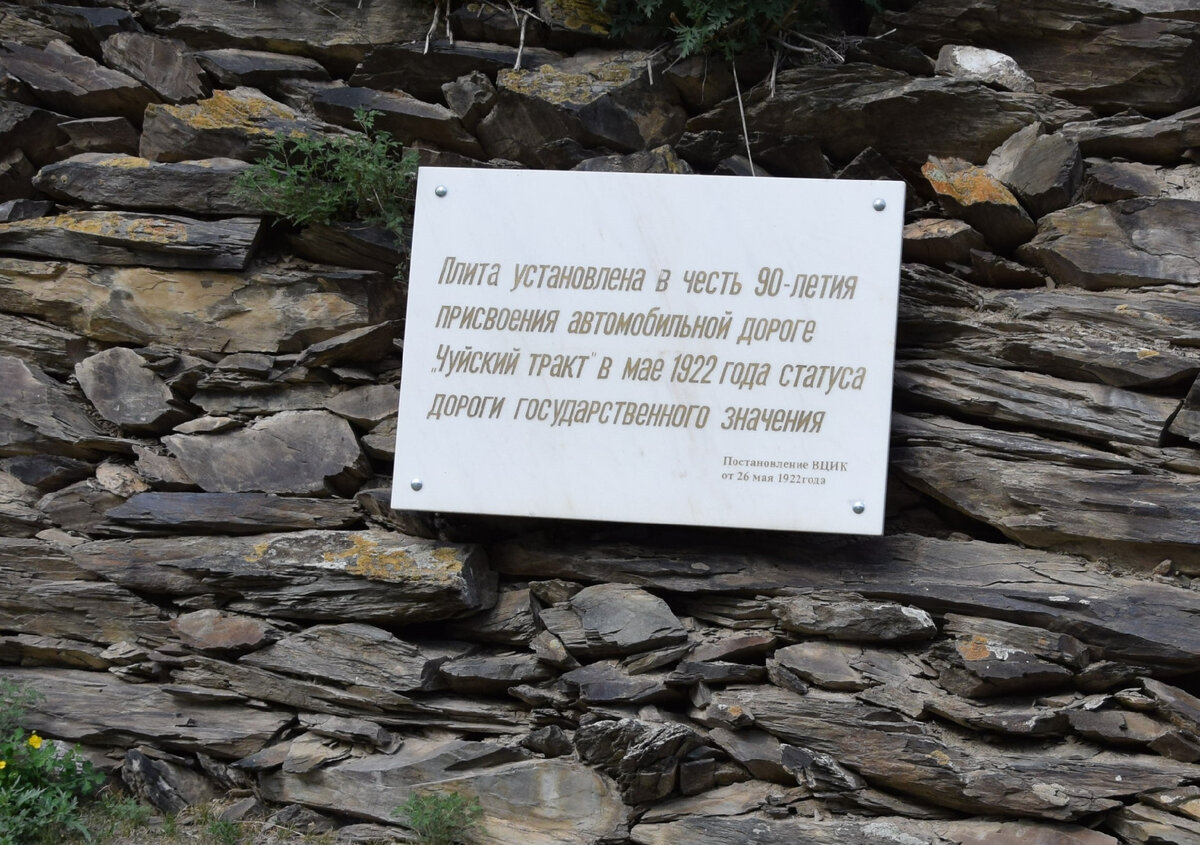 Плита установлена в честь 90-летия
присвоения автомобильной дороге
„Чуйский тракт" в мае 1922 года статуса
дороги государственного значения
Постановление ВЦИК
от 26 мая 1922года